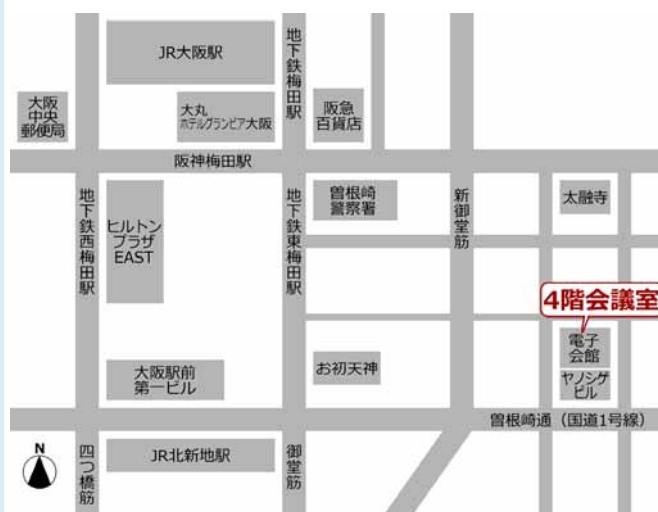 JR大阪駅
地下鉄梅田駅
大阪
中央
郵便局
大丸
ホテルグランビア大阪
阪急
百貨店
阪神梅田駅
地下鉄西梅田駅
ヒルトン
プラザ
EAST
地下鉄東梅田駅
曽根崎
警察署
新御堂筋
太融寺
4階会議室
電子
会館
ヤノシゲ
ビル
大阪駅前
第一ビル
お初天神
曽根崎通（国道1号線）
N
四つ橋筋
JR北新地駅
御堂筋